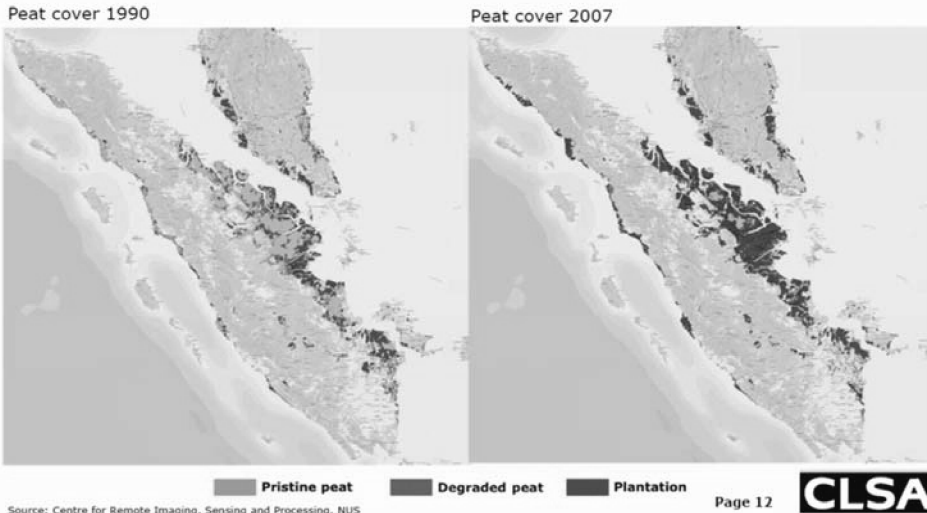 Peat cover 1990
Peat cover 2007
Pristine peat
Degraded peat
Plantation
Source: Centre for Remote Imaging, Sensing and Processing, NUS
Page 12
CLSA